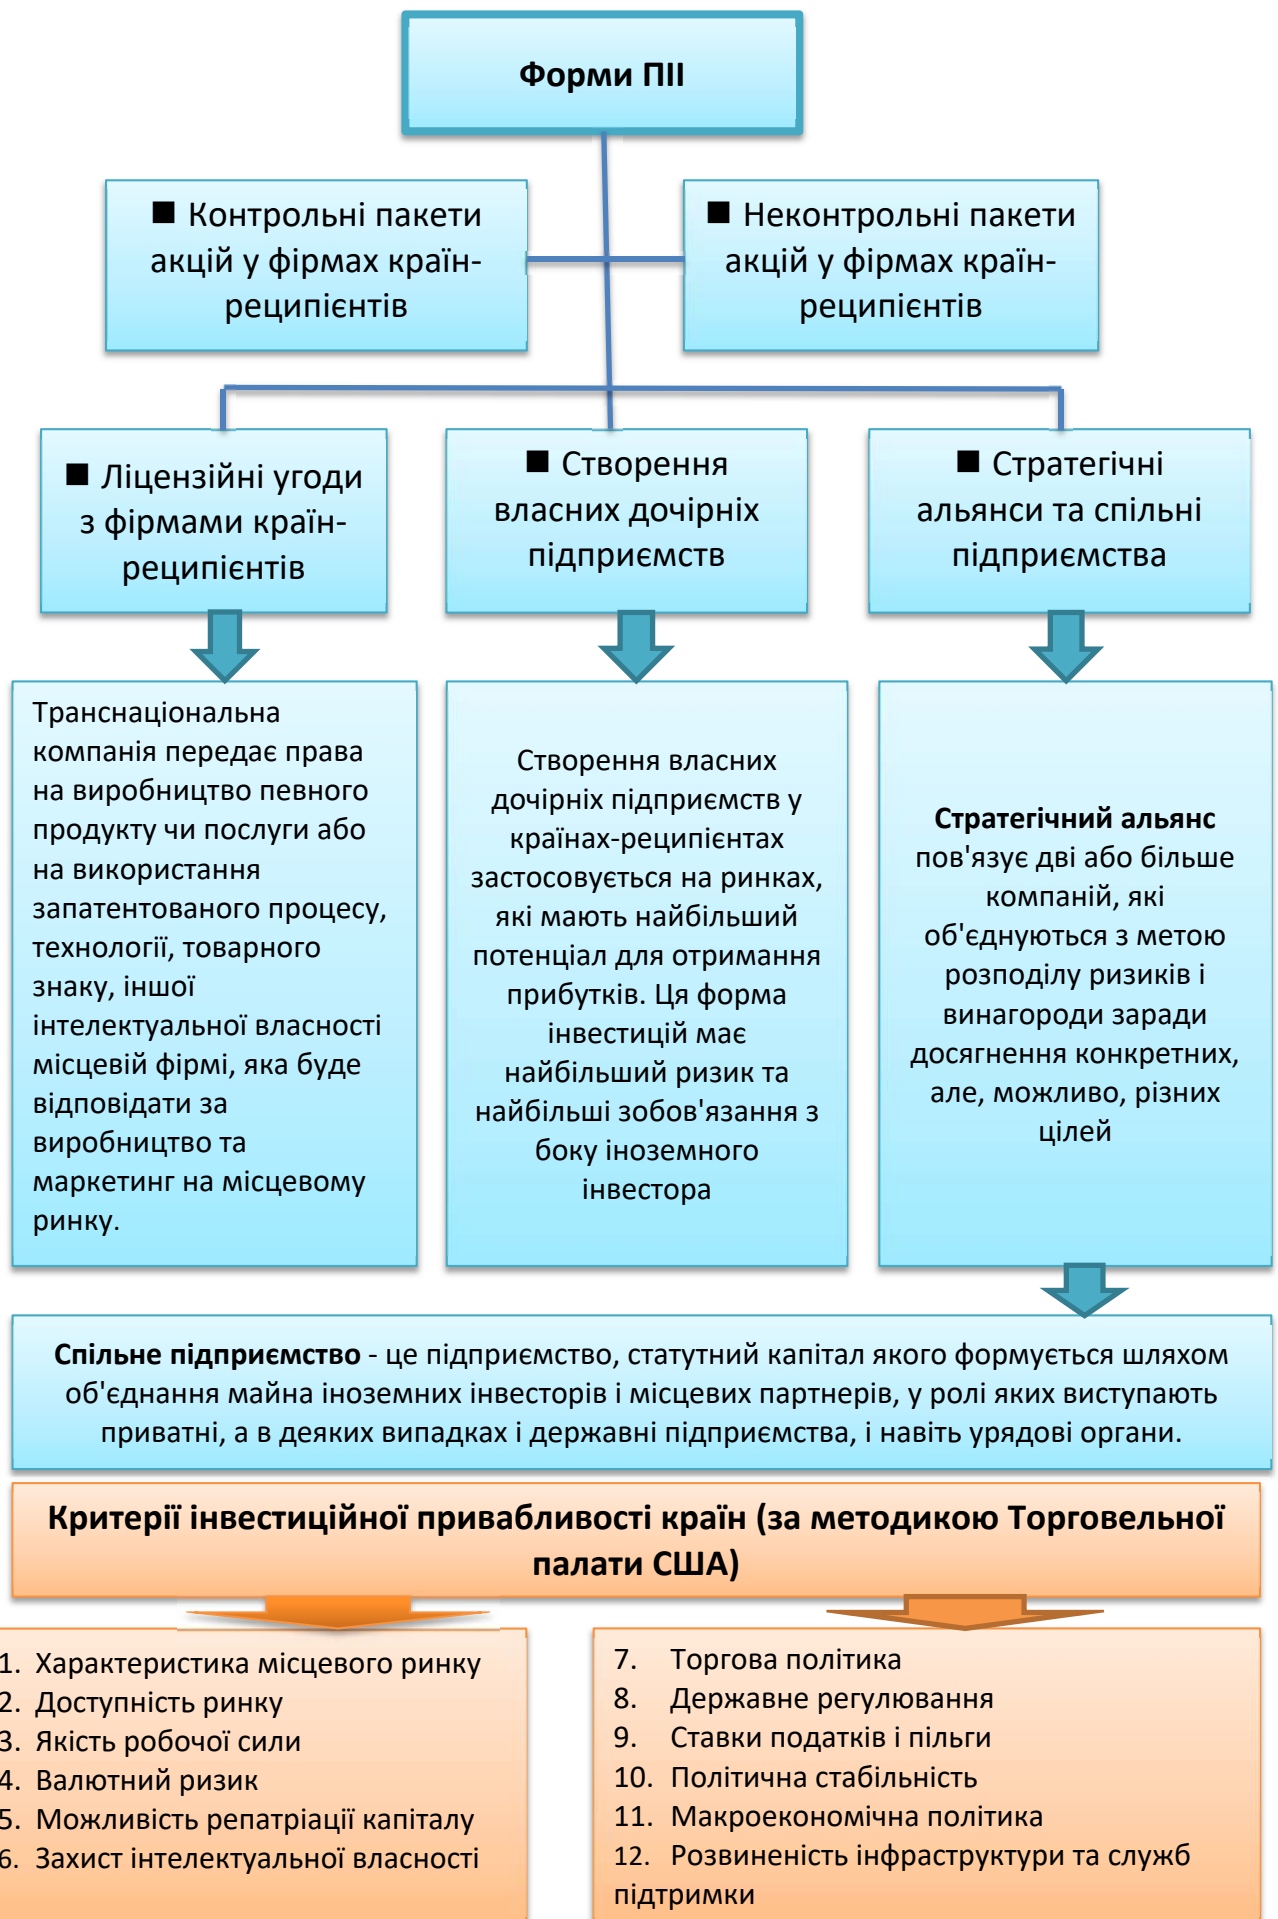 Форми ПІІ
■ Контрольні пакети
акцій у фірмах країн-
реципієнтів
■ Неконтрольні пакети
акцій у фірмах країн-
реципієнтів
■ Ліцензійні угоди
з фірмами країн-
реципієнтів
■ Створення
власних дочірніх
підприємств
■ Стратегічні
альянси та спільні
підприємства
Транснаціональна
компанія передає права
на виробництво певного
продукту чи послуги або
на використання
запатентованого процесу,
технології, товарного
знаку, іншої
інтелектуальної власності
місцевій фірмі, яка буде
відповідати за
виробництво та
маркетинг на місцевому
ринку.
Створення власних
дочірніх підприємств у
країнах-реципієнтах
застосовується на ринках,
які мають найбільший
потенціал для отримання
прибутків. Ця форма
інвестицій має
найбільший ризик та
найбільші зобов'язання з
боку іноземного
інвестора
Стратегічний альянс
пов'язує дві або більше
компаній, які
об'єднуються з метою
розподілу ризиків і
винагороди заради
досягнення конкретних,
але, можливо, різних
цілей
Спільне підприємство - це підприємство, статутний капітал якого формується шляхом
об'єднання майна іноземних інвесторів і місцевих партнерів, у ролі яких виступають
приватні, а в деяких випадках і державні підприємства, і навіть урядові органи.
Критерії інвестиційної привабливості країн (за методикою Торговельної
палати США)
1. Характеристика місцевого ринку
2. Доступність ринку
3. Якість робочої сили
4. Валютний ризик
5. Можливість репатріації капіталу
6. Захист інтелектуальної власності
7. Торгова політика
8. Державне регулювання
9. Ставки податків і пільги
10. Політична стабільність
11. Макроекономічна політика
12. Розвиненість інфраструктури та служб
підтримки